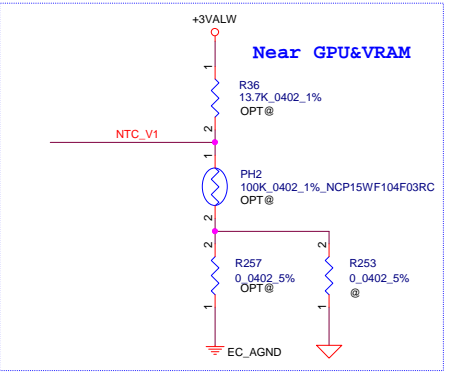 +3VALW
Near GPU&VRAM
1
R36
13.7K_0402_1%
OPT@
2
NTC_V1
1
PH2
100K_0402_1%_NCP15WF104F03RC
OPT@
2
2
R257
0_0402_5%
OPT@
1
2
R253
0_0402_5%
@
1
EC_AGND